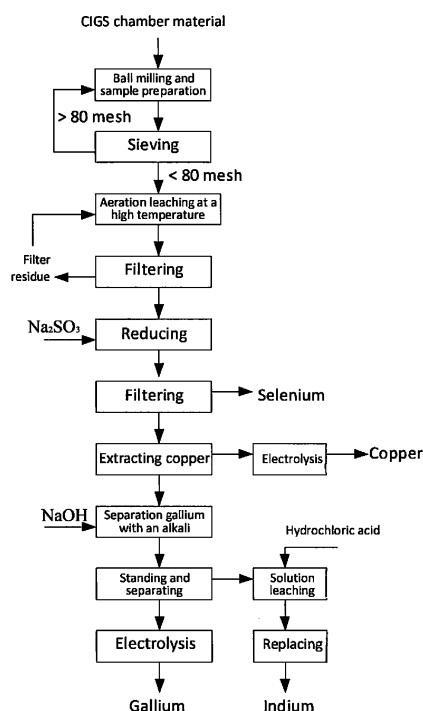 CIGS chamber material
Ball milling and
sample preparation
> 80 mesh
Sieving
< 80 mesh
Aeration leaching at a
high temperature
Filter
residue
Filtering
Na₂SO₃
Reducing
Filtering
Selenium
Extracting copper
Electrolysis
Copper
NaOH
Separation gallium
with an alkali
Hydrochloric acid
Standing and
separating
Solution
leaching
Electrolysis
Replacing
Gallium
Indium